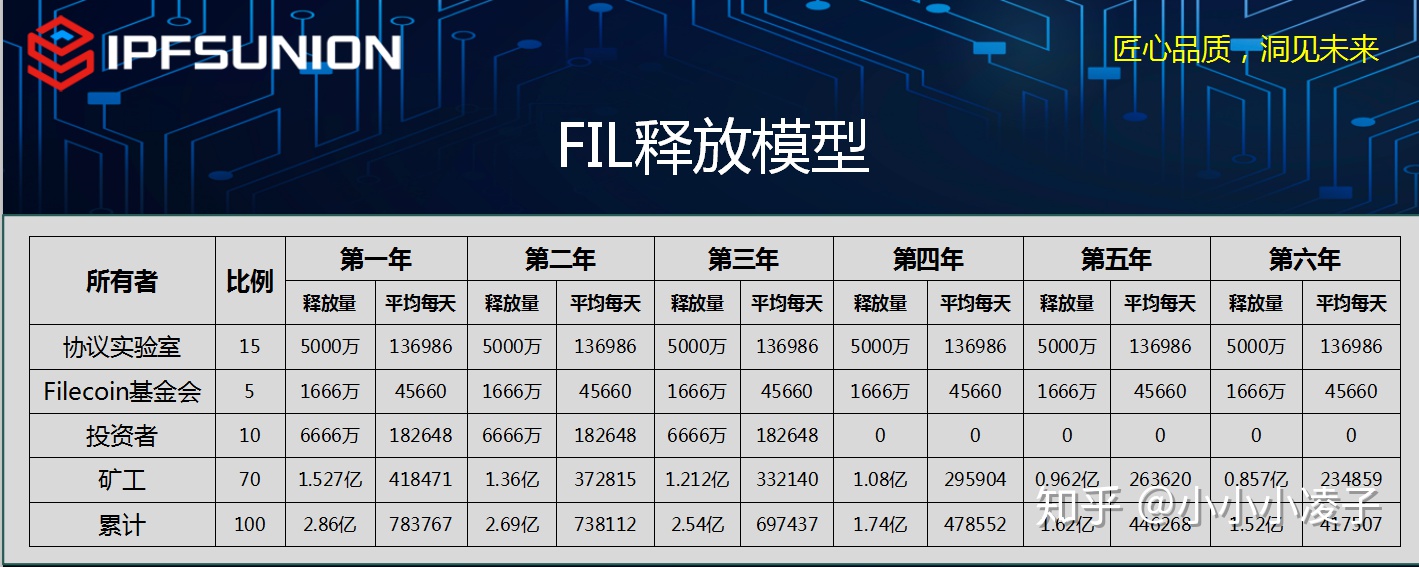 IPFSUNION
匠心品质，洞见未来
FIL释放模型
所有者 比例 第一年 第二年 第三年 第四年 第五年 第六年
释放量 平均每天 释放量 平均每天 释放量 平均每天 释放量 平均每天 释放量 平均每天 释放量 平均每天
协议实验室 15 5000万 136986 5000万 136986 5000万 136986 5000万 136986 5000万 136986 5000万 136986
Filecoin基金会 5 1666万 45660 1666万 45660 1666万 45660 1666万 45660 1666万 45660 1666万 45660
投资者 10 6666万 182648 6666万 182648 6666万 182648 0 0 0 0 0 0
矿工 70 1.527亿 418471 1.36亿 372815 1.212亿 332140 1.08亿 295904 0.962亿 263620 0.857亿 234859
累计 100 2.86亿 783767 2.69亿 738112 2.54亿 697437 1.74亿 478552 1.62亿 446268 1.52亿 417507
知乎 @小小小凌子